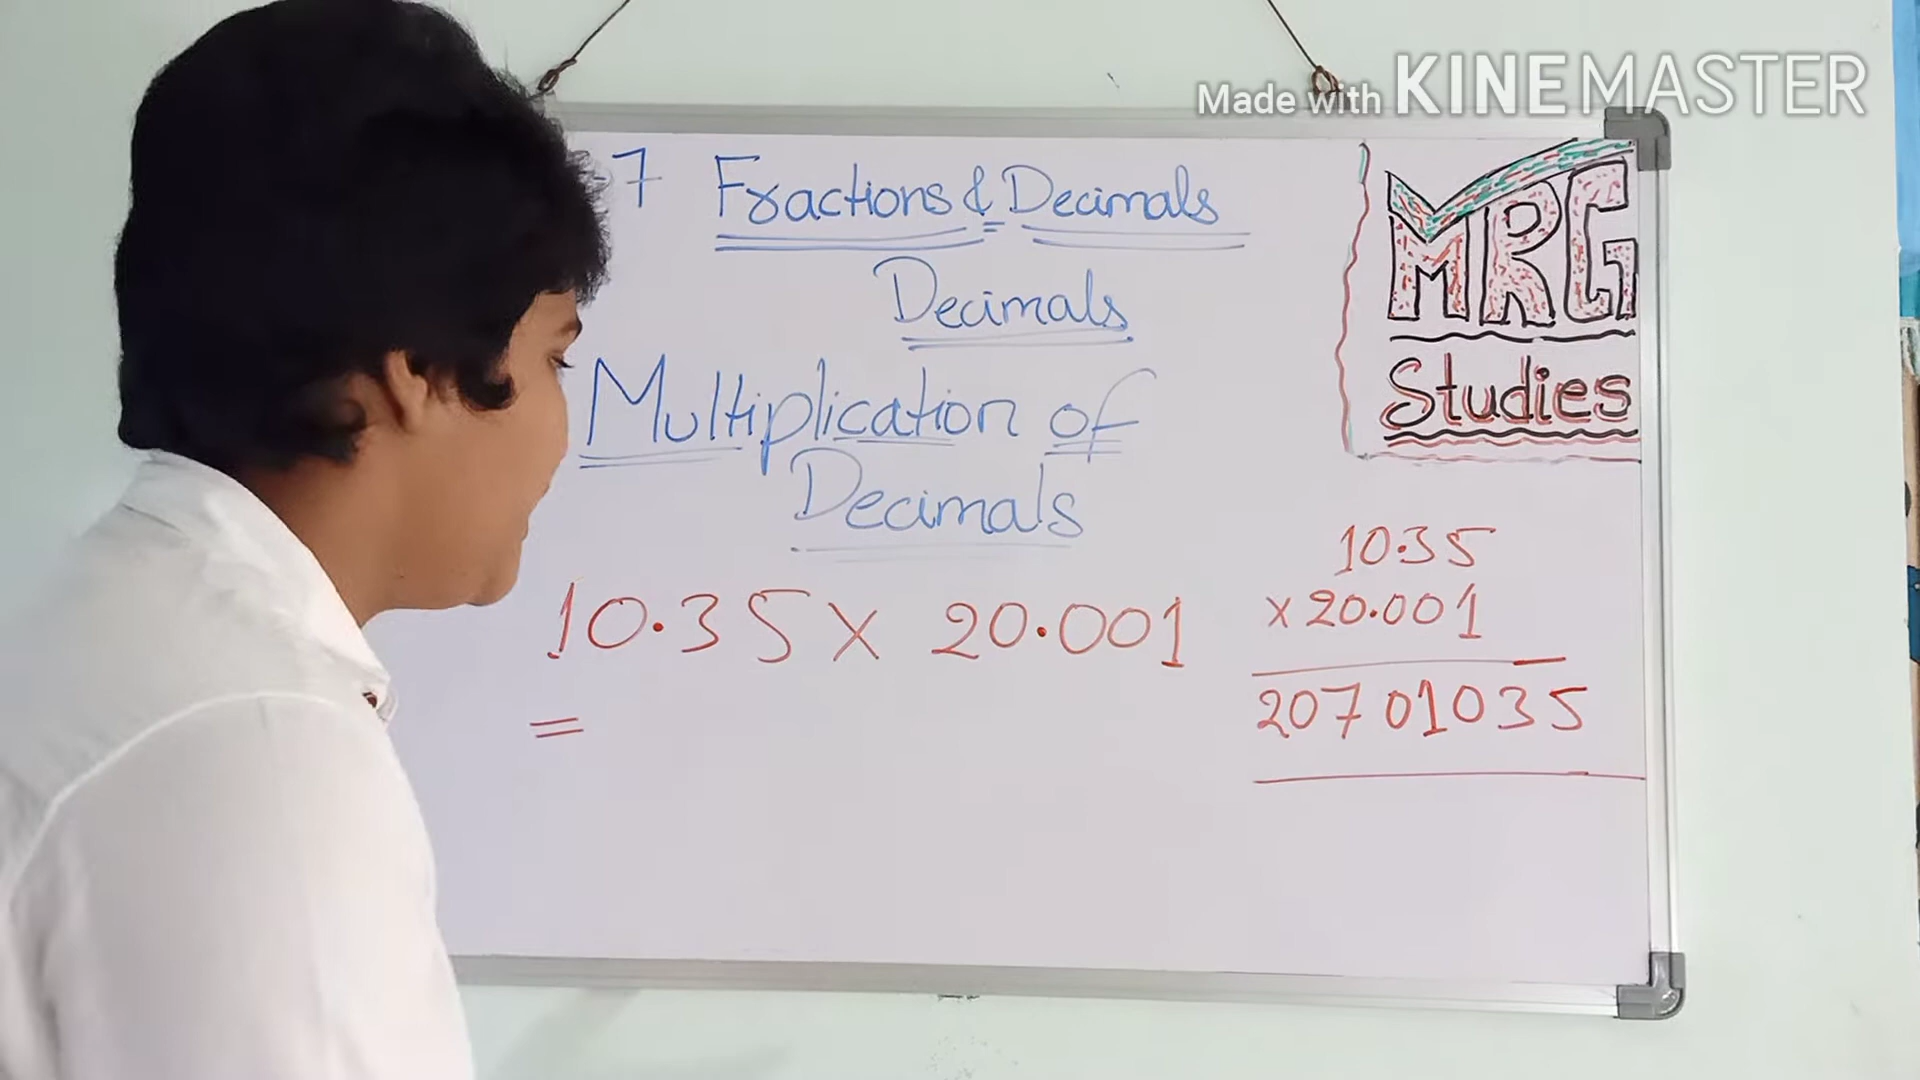 Made with KINEMASTER
-7 Fractions & Decimals
Decimals
Multiplication of
Decimals
10.35 x 20.001
=
MRG
Studies
10.35
x 20.001
20701035